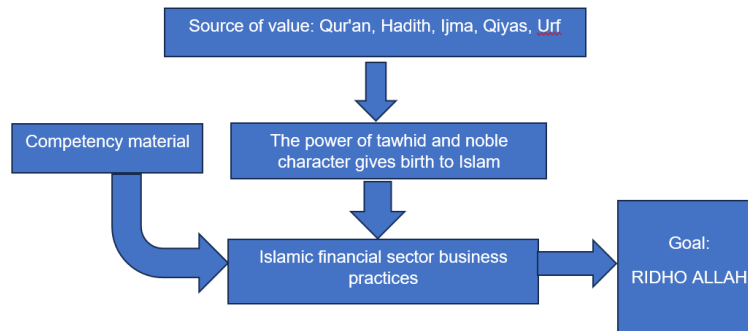 Source of value: Qur'an, Hadith, Ijma, Qiyas, Urf
Competency material
The power of tawhid and noble
character gives birth to Islam
Islamic financial sector business
practices
Goal:
RIDHO ALLAH